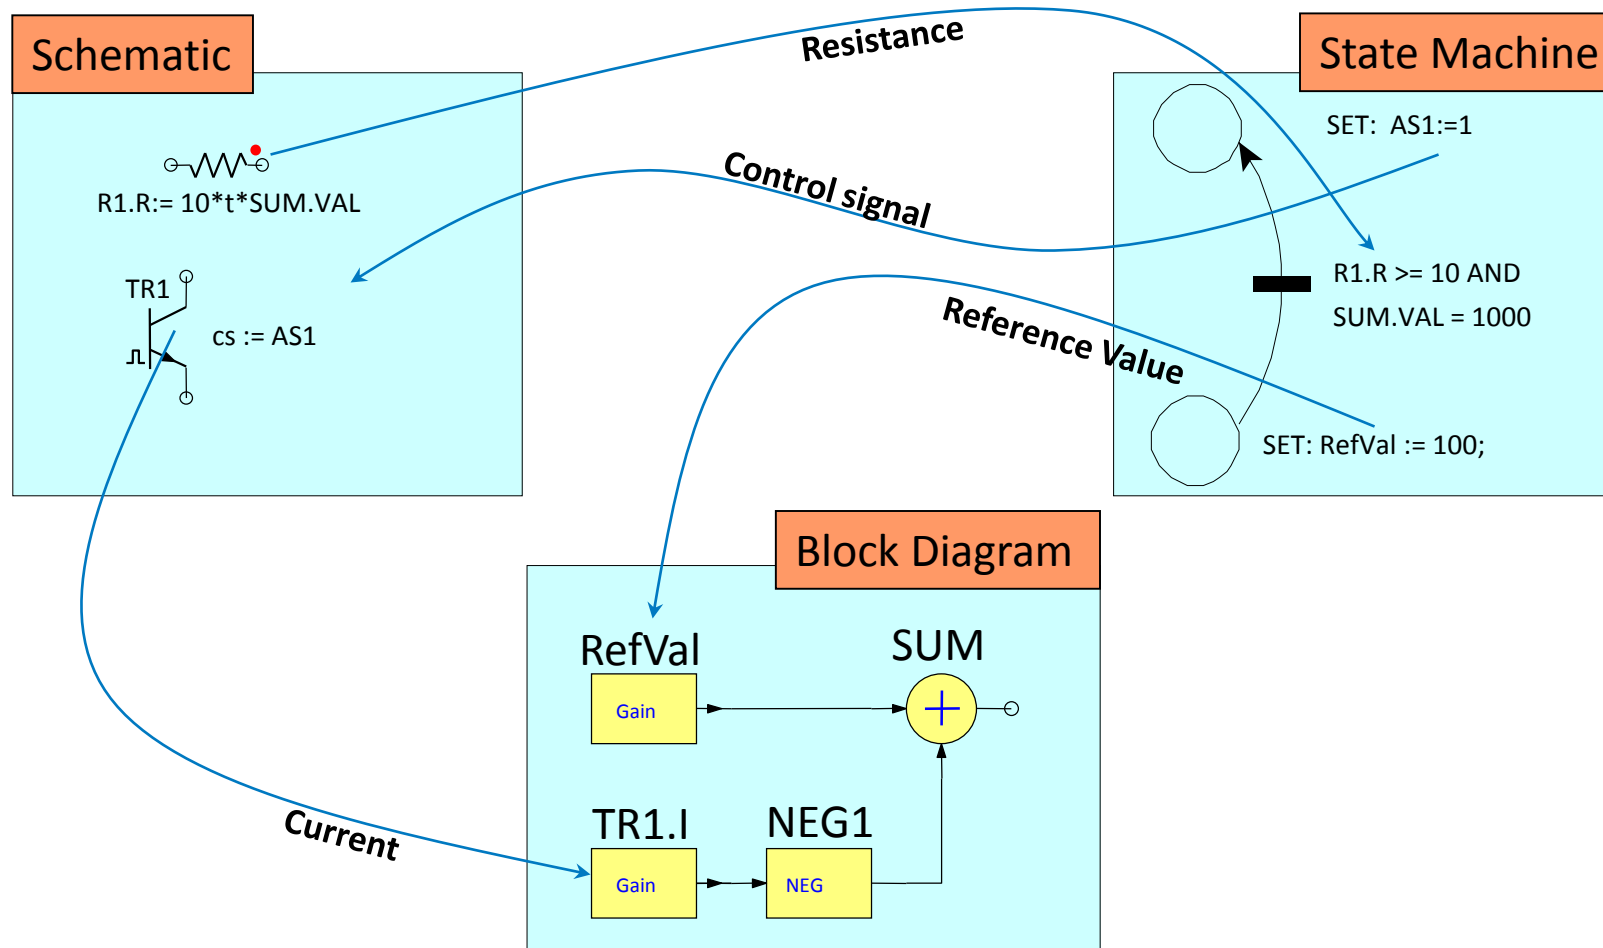 Schematic
Resistance
State Machine
SET: AS1:=1
R1.R:= 10*t*SUM.VAL
Control signal
TR1
cs := AS1
R1.R >= 10 AND
SUM.VAL = 1000
Reference Value
SET: RefVal := 100;
Block Diagram
RefVal
SUM
Gain
TR1.I
NEG1
Current
Gain
NEG